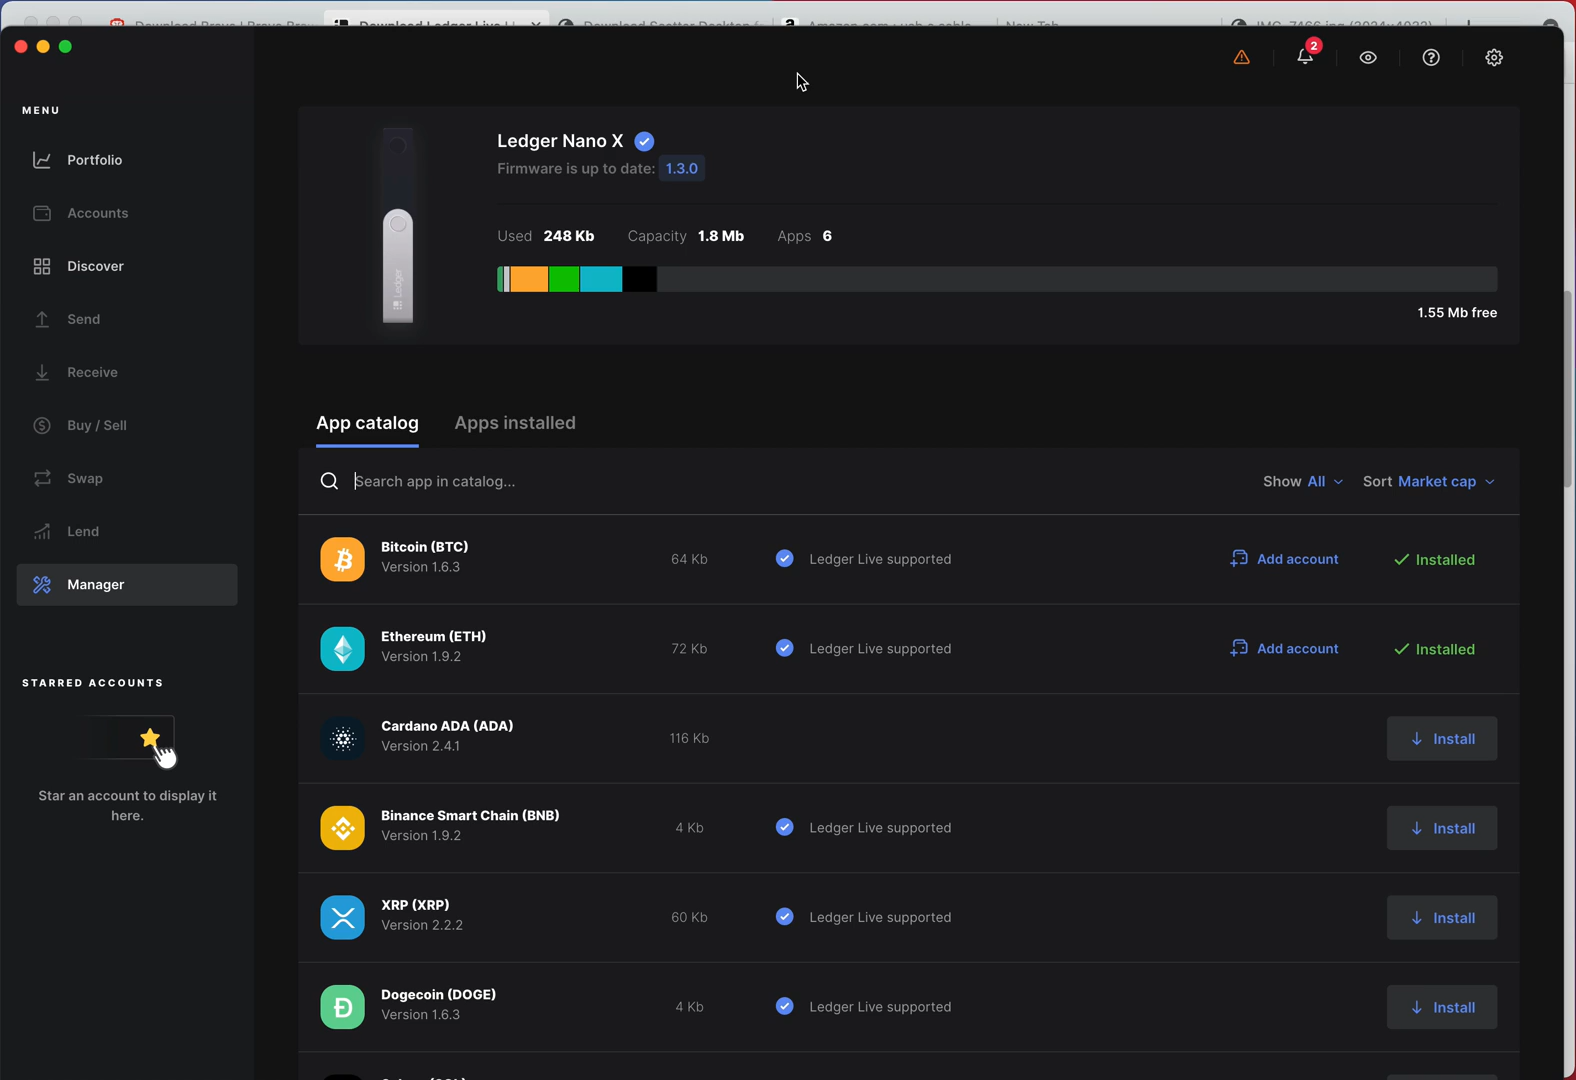 MENU
Portfolio
Accounts
Discover
Send
Receive
Buy / Sell
Swap
Lend
Manager
STARRED ACCOUNTS
Star an account to display it
here.
2
Ledger
Ledger Nano X
Firmware is up to date: 1.3.0
Used 248 Kb Capacity 1.8 Mb Apps 6
1.55 Mb free
App catalog Apps installed
Search app in catalog... Show All Sort Market cap
Bitcoin (BTC)
Version 1.6.3
64 Kb Ledger Live supported Add account Installed
Ethereum (ETH)
Version 1.9.2
72 Kb Ledger Live supported Add account Installed
Cardano ADA (ADA)
Version 2.4.1
116 Kb Install
Binance Smart Chain (BNB)
Version 1.9.2
4 Kb Ledger Live supported Install
XRP (XRP)
Version 2.2.2
60 Kb Ledger Live supported Install
Dogecoin (DOGE)
Version 1.6.3
4 Kb Ledger Live supported Install